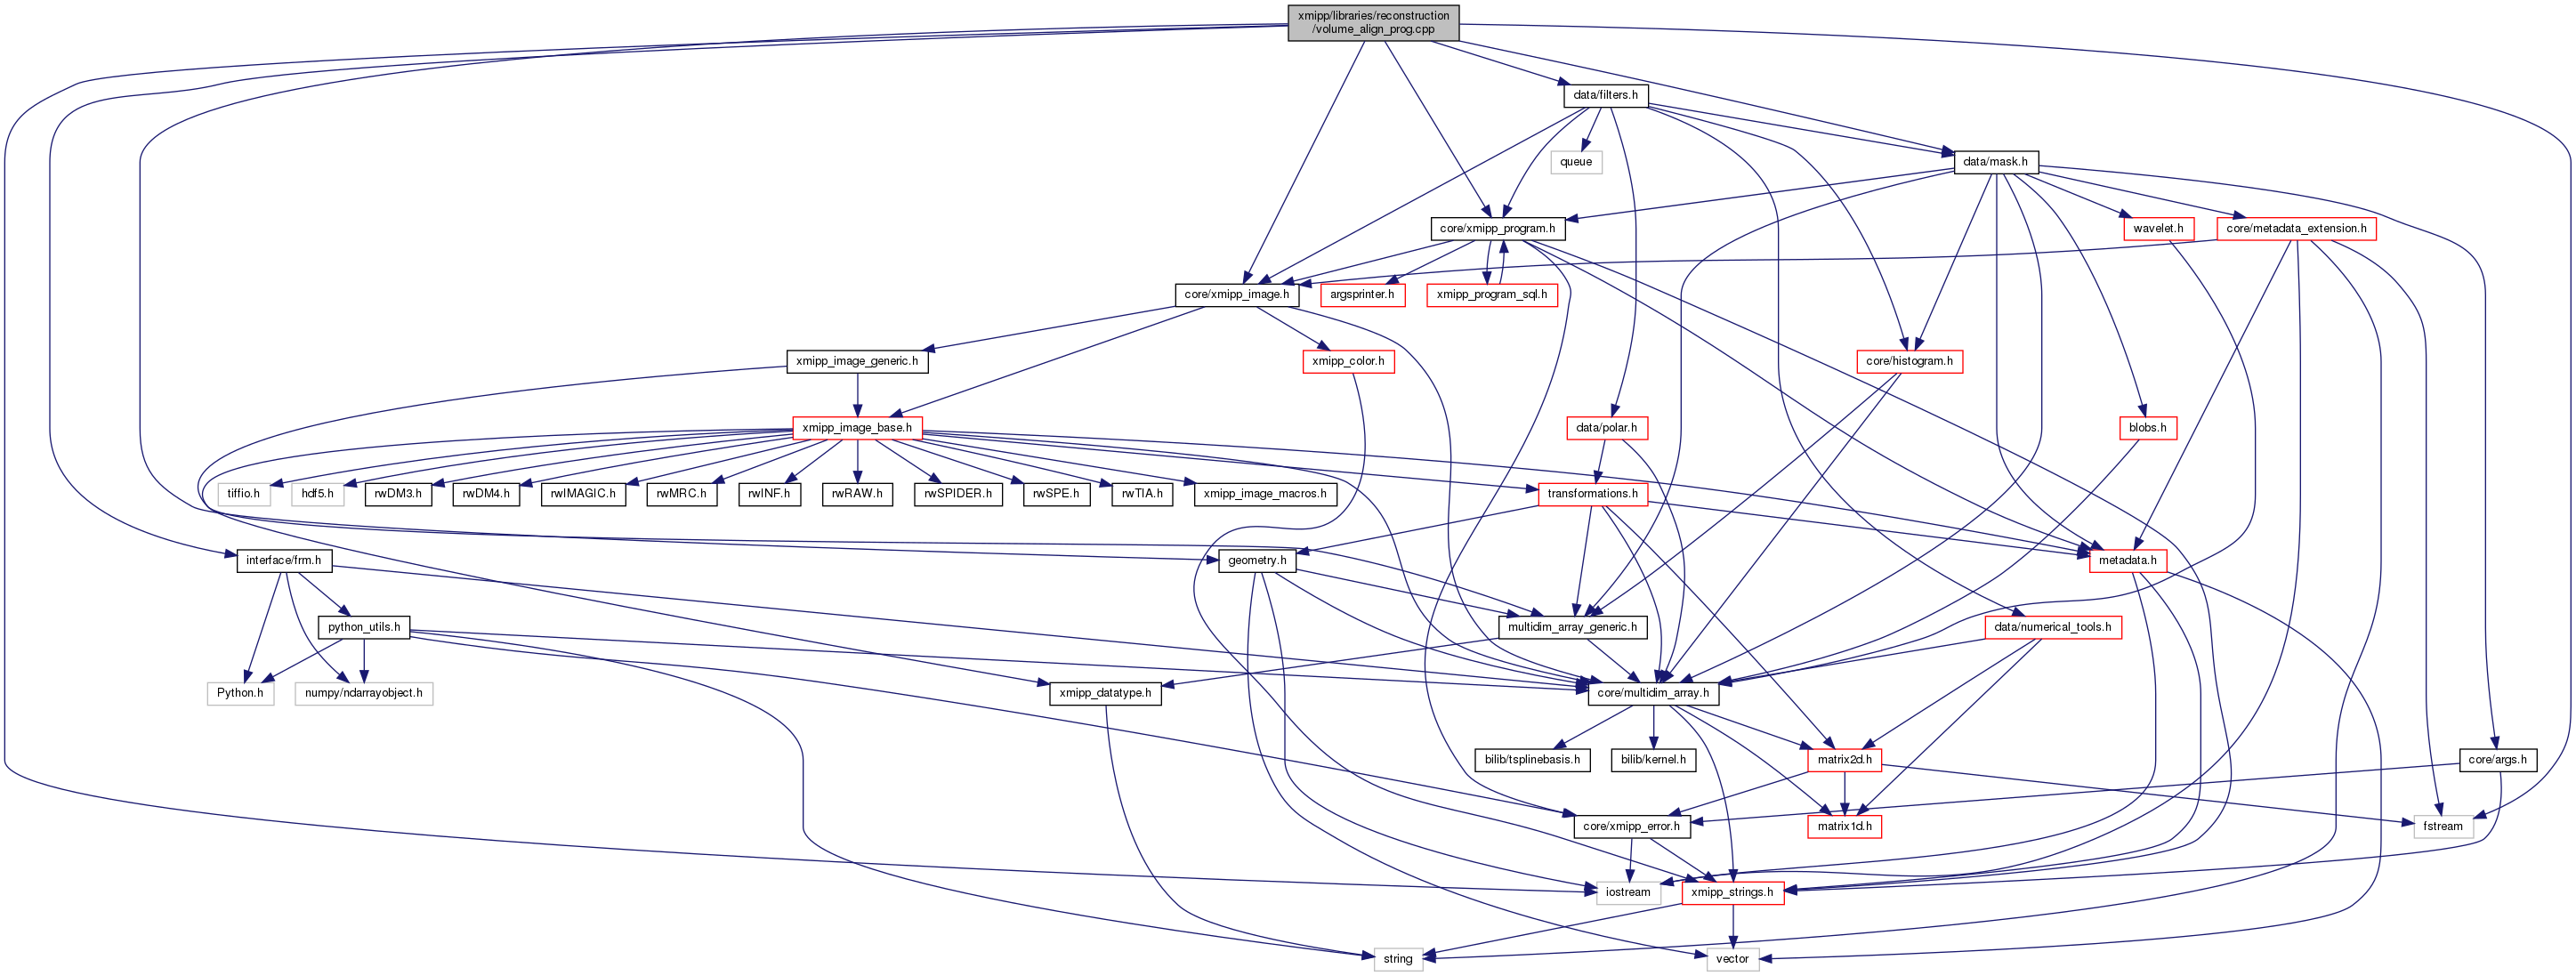 xmipp/libraries/reconstruction
/volume_align_prog.cpp
data/filters.h
queue
data/mask.h
core/xmipp_program.h
wavelet.h
core/metadata_extension.h
core/xmipp_image.h
argsprinter.h
xmipp_program_sql.h
xmipp_image_generic.h
xmipp_color.h
core/histogram.h
xmipp_image_base.h
data/polar.h
blobs.h
tiffio.h
hdf5.h
rwDM3.h
rwDM4.h
rwIMAGIC.h
rwMRC.h
rwINF.h
rwRAW.h
rwSPIDER.h
rwSPE.h
rwTIA.h
xmipp_image_macros.h
transformations.h
interface/frm.h
geometry.h
metadata.h
python_utils.h
multidim_array_generic.h
data/numerical_tools.h
Python.h
numpy/ndarrayobject.h
xmipp_datatype.h
core/multidim_array.h
bilib/tsplinebasis.h
bilib/kernel.h
matrix2d.h
core/args.h
core/xmipp_error.h
matrix1d.h
fstream
iostream
xmipp_strings.h
string
vector